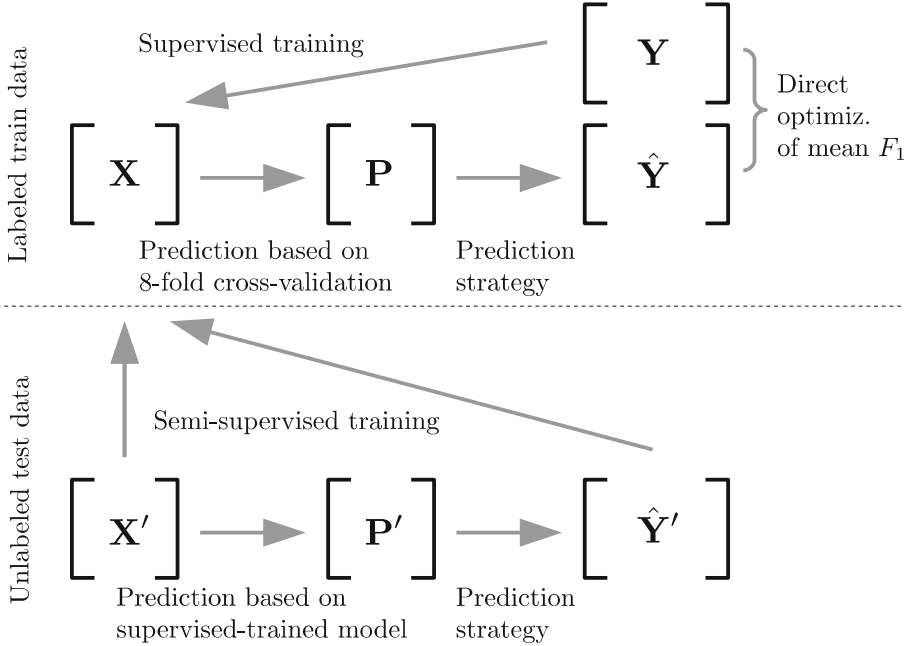 Labeled train data
Supervised training
Y
Direct
optimiz.
of mean F₁
X
P
Ŷ
Prediction based on
8-fold cross-validation
Prediction
strategy
Unlabeled test data
Semi-supervised training
X′
P′
Ŷ′
Prediction based on
supervised-trained model
Prediction
strategy